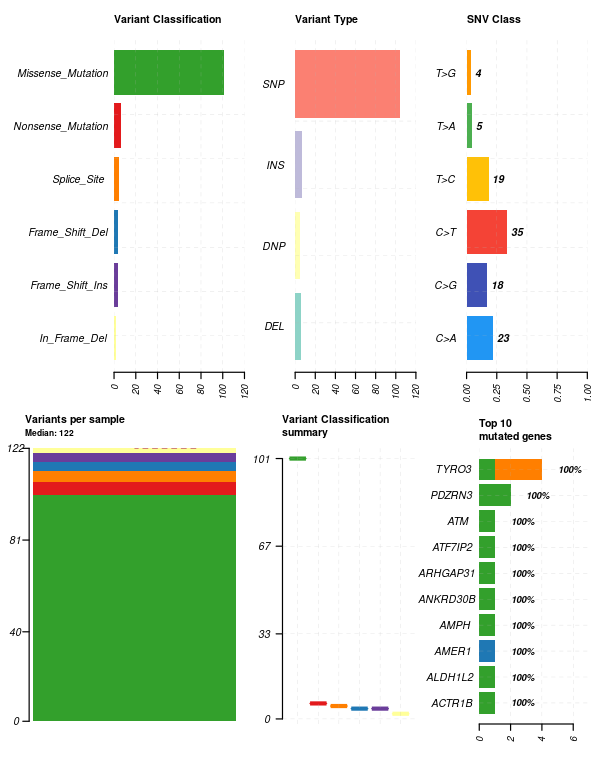 Variant Classification
Missense_Mutation
Nonsense_Mutation
Splice_Site
Frame_Shift_Del
Frame_Shift_Ins
In_Frame_Del
0
20
40
60
80
100
120
Variant Type
SNP
INS
DNP
DEL
0
20
40
60
80
100
120
SNV Class
T>G 4
T>A 5
T>C 19
C>T 35
C>G 18
C>A 23
0.00
0.25
0.50
0.75
1.00
Variants per sample
Median: 122
122
81
40
0
Variant Classification
summary
101
67
33
0
Top 10
mutated genes
TYRO3 100%
PDZRN3 100%
ATM 100%
ATF7IP2 100%
ARHGAP31 100%
ANKRD30B 100%
AMPH 100%
AMER1 100%
ALDH1L2 100%
ACTR1B 100%
0
2
4
6